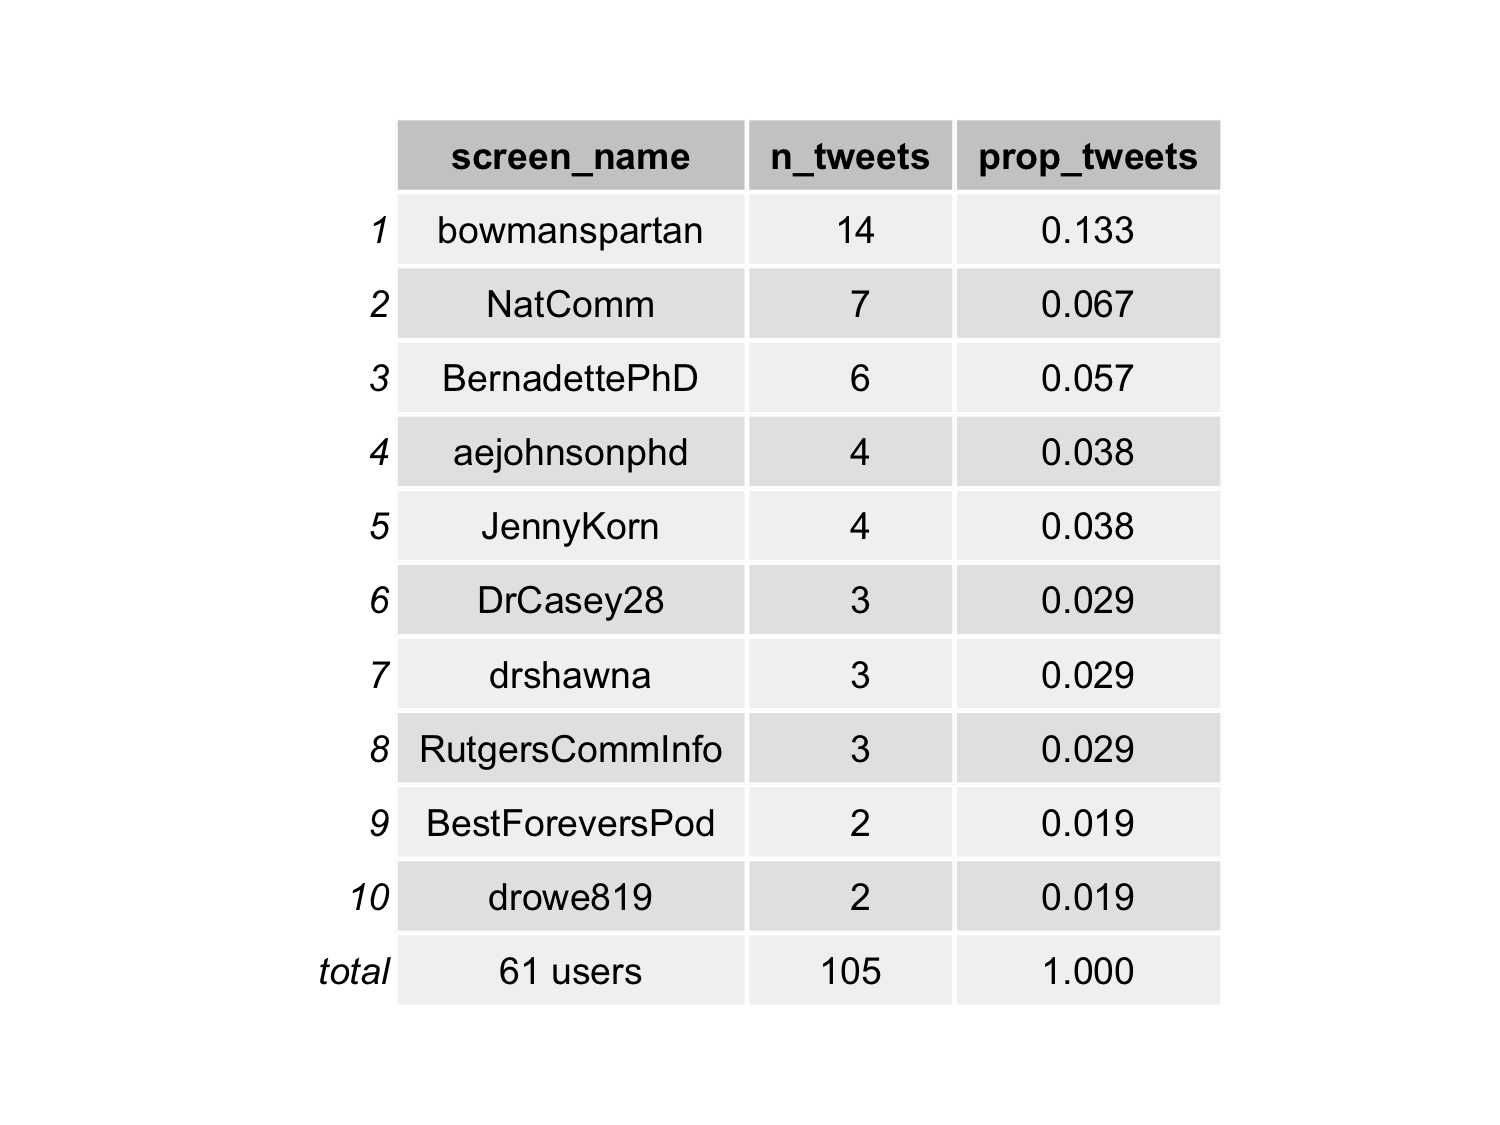 screen_name n_tweets prop_tweets
1 bowmanspartan 14 0.133
2 NatComm 7 0.067
3 BernadettePhD 6 0.057
4 aejohnsonphd 4 0.038
5 JennyKorn 4 0.038
6 DrCasey28 3 0.029
7 drshawna 3 0.029
8 RutgersCommInfo 3 0.029
9 BestForeversPod 2 0.019
10 drowe819 2 0.019
total 61 users 105 1.000